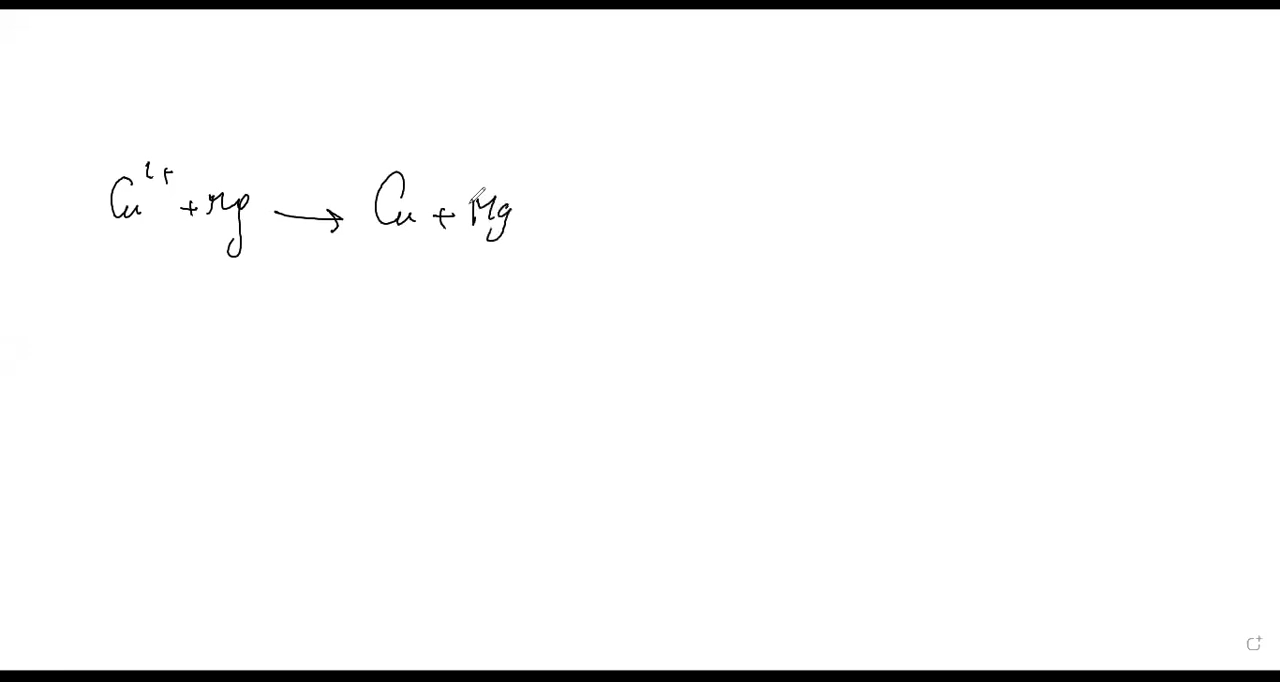 Cu²⁺ + Mg → Cu + Mg